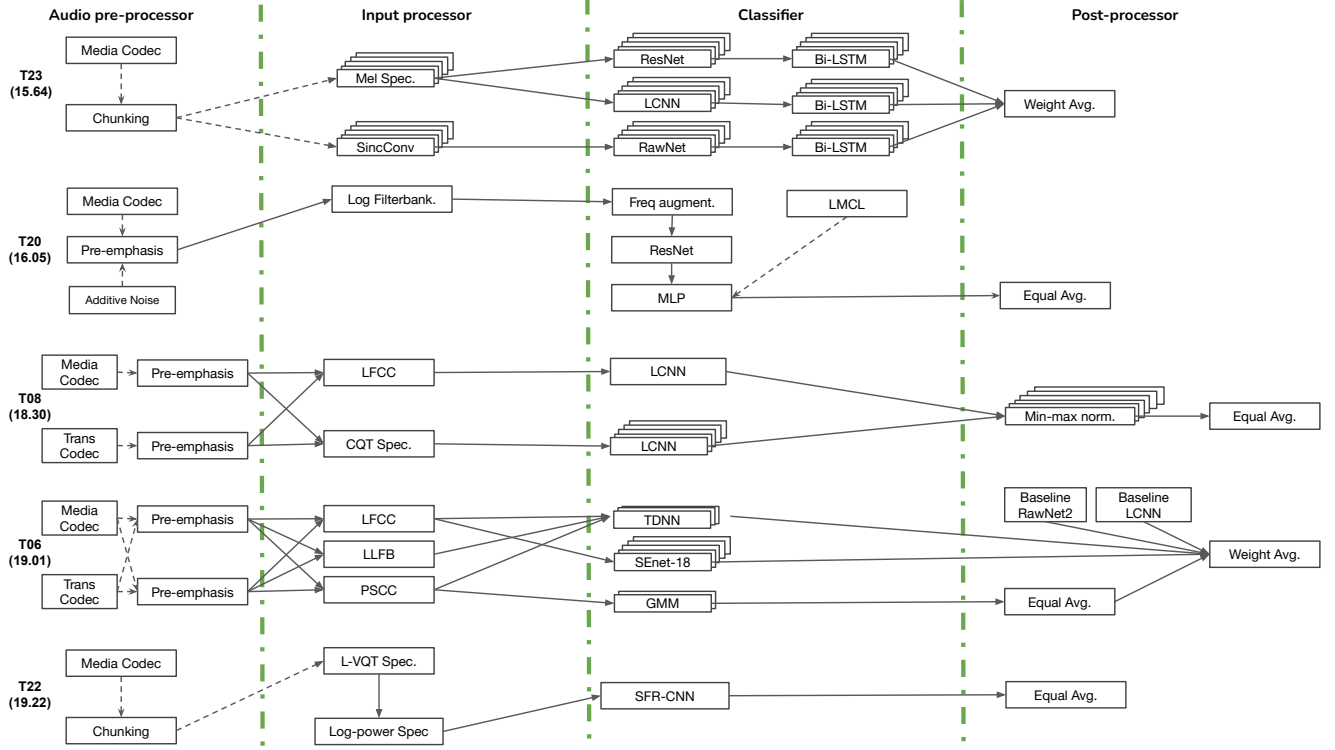 Audio pre-processor
Input processor
Classifier
Post-processor
T23
(15.64)
Media Codec
Chunking
Mel Spec.
SincConv
ResNet
LCNN
RawNet
Bi-LSTM
Bi-LSTM
Bi-LSTM
Weight Avg.
T20
(16.05)
Media Codec
Pre-emphasis
Additive Noise
Log Filterbank.
Freq augment.
ResNet
MLP
LMCL
Equal Avg.
T08
(18.30)
Media
Codec
Pre-emphasis
Trans
Codec
Pre-emphasis
LFCC
CQT Spec.
LCNN
LCNN
Min-max norm.
Equal Avg.
T06
(19.01)
Media
Codec
Pre-emphasis
Trans
Codec
Pre-emphasis
LFCC
LLFB
PSCC
TDNN
SEnet-18
GMM
Baseline
RawNet2
Baseline
LCNN
Equal Avg.
Weight Avg.
T22
(19.22)
Media Codec
Chunking
L-VQT Spec.
Log-power Spec
SFR-CNN
Equal Avg.